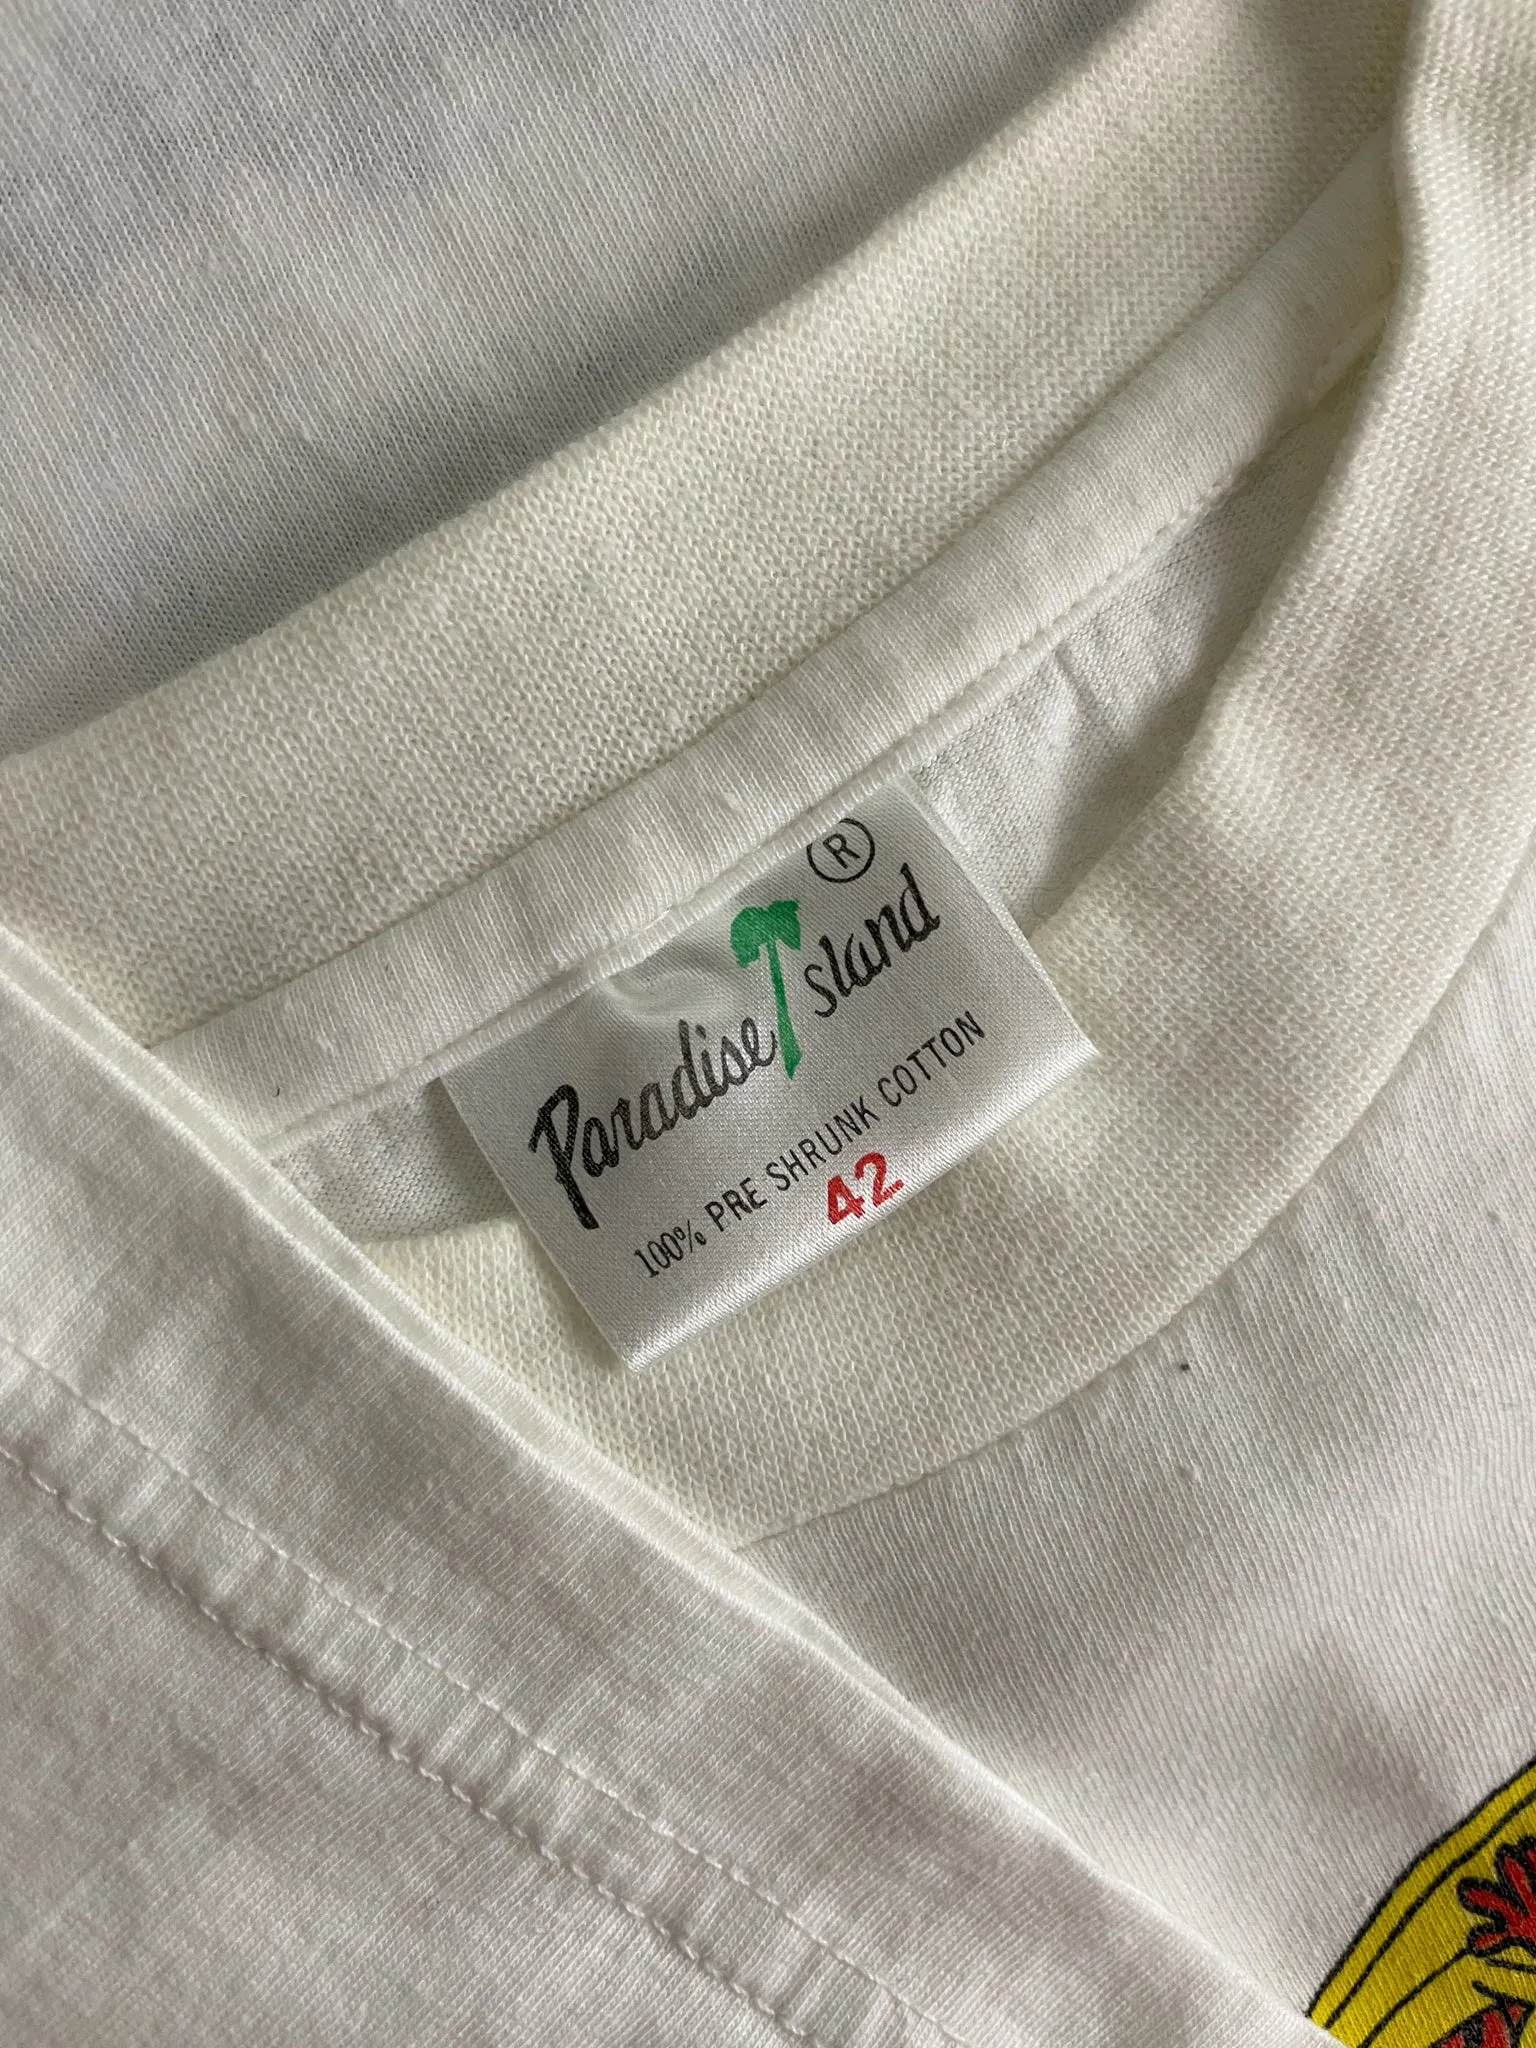 Paradise Island ®
100% PRE SHRUNK COTTON
42